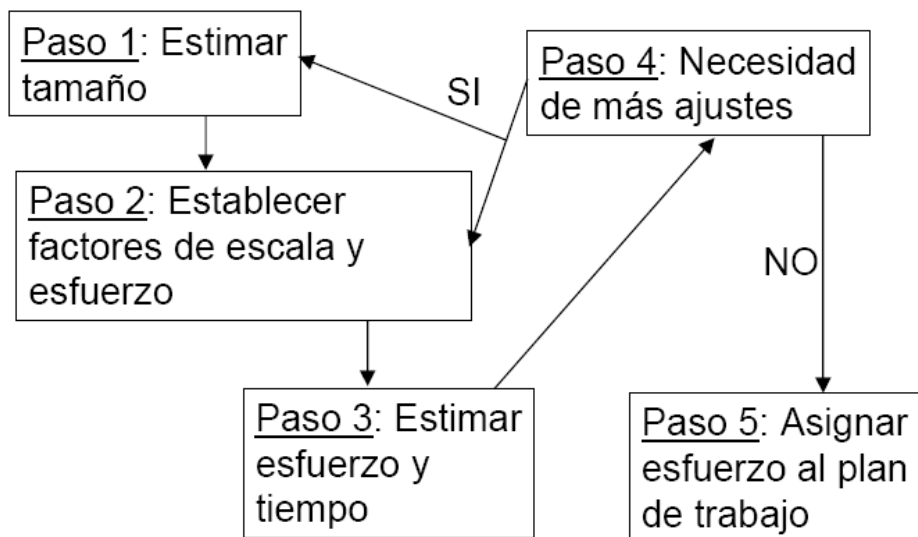 Paso 1: Estimar
tamaño
SI
Paso 4: Necesidad
de más ajustes
Paso 2: Establecer
factores de escala y
esfuerzo
NO
Paso 3: Estimar
esfuerzo y
tiempo
Paso 5: Asignar
esfuerzo al plan
de trabajo